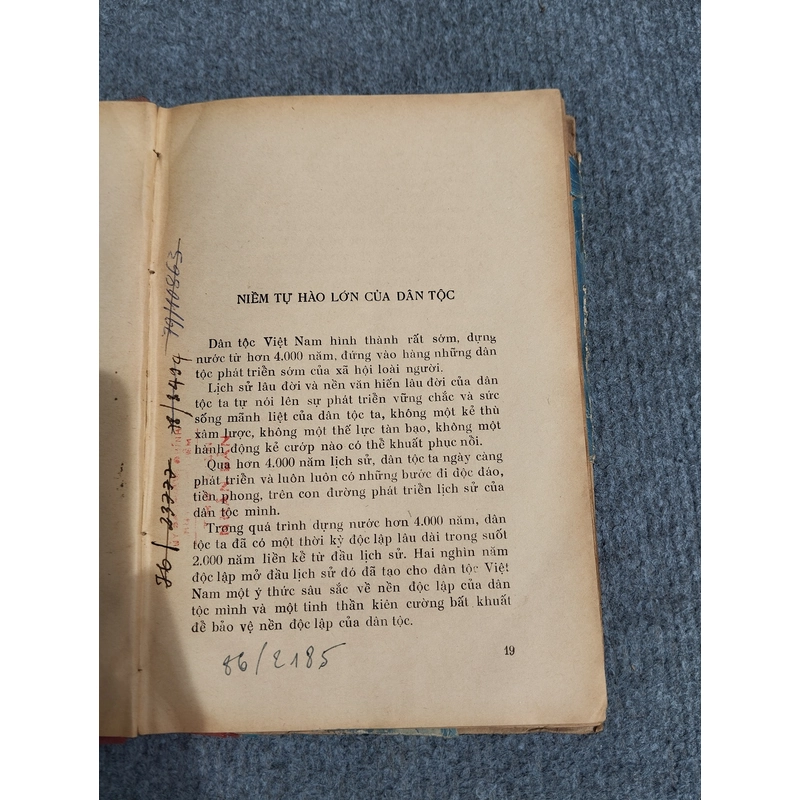 NIỀM TỰ HÀO LỚN CỦA DÂN TỘC
Dân tộc Việt Nam hình thành rất sớm, dựng
nước từ hơn 4.000 năm, đứng vào hàng những dân
tộc phát triển sớm của xã hội loài người.
Lịch sử lâu đời và nền văn hiến lâu đời của dân
tộc ta tự nói lên sự phát triển vững chắc và sức
sống mãnh liệt của dân tộc ta, không một kẻ thù
xâm lược, không một thế lực tàn bạo, không một
hành động kẻ cướp nào có thể khuất phục nổi.
Qua hơn 4.000 năm lịch sử, dân tộc ta ngày càng
phát triển và luôn luôn có những bước đi độc đáo,
tiền phong, trên con đường phát triển lịch sử của
dân tộc mình.
Trong quá trình dựng nước hơn 4.000 năm, dân
tộc ta đã có một thời kỳ độc lập lâu dài trong suốt
2.000 năm liền kể từ đầu lịch sử. Hai nghìn năm
độc lập mở đầu lịch sử đó đã tạo cho dân tộc Việt
Nam một ý thức sâu sắc về nền độc lập của dân
tộc mình và một tinh thần kiên cường bất khuất
để bảo vệ nền độc lập của dân tộc.
86/2185
19